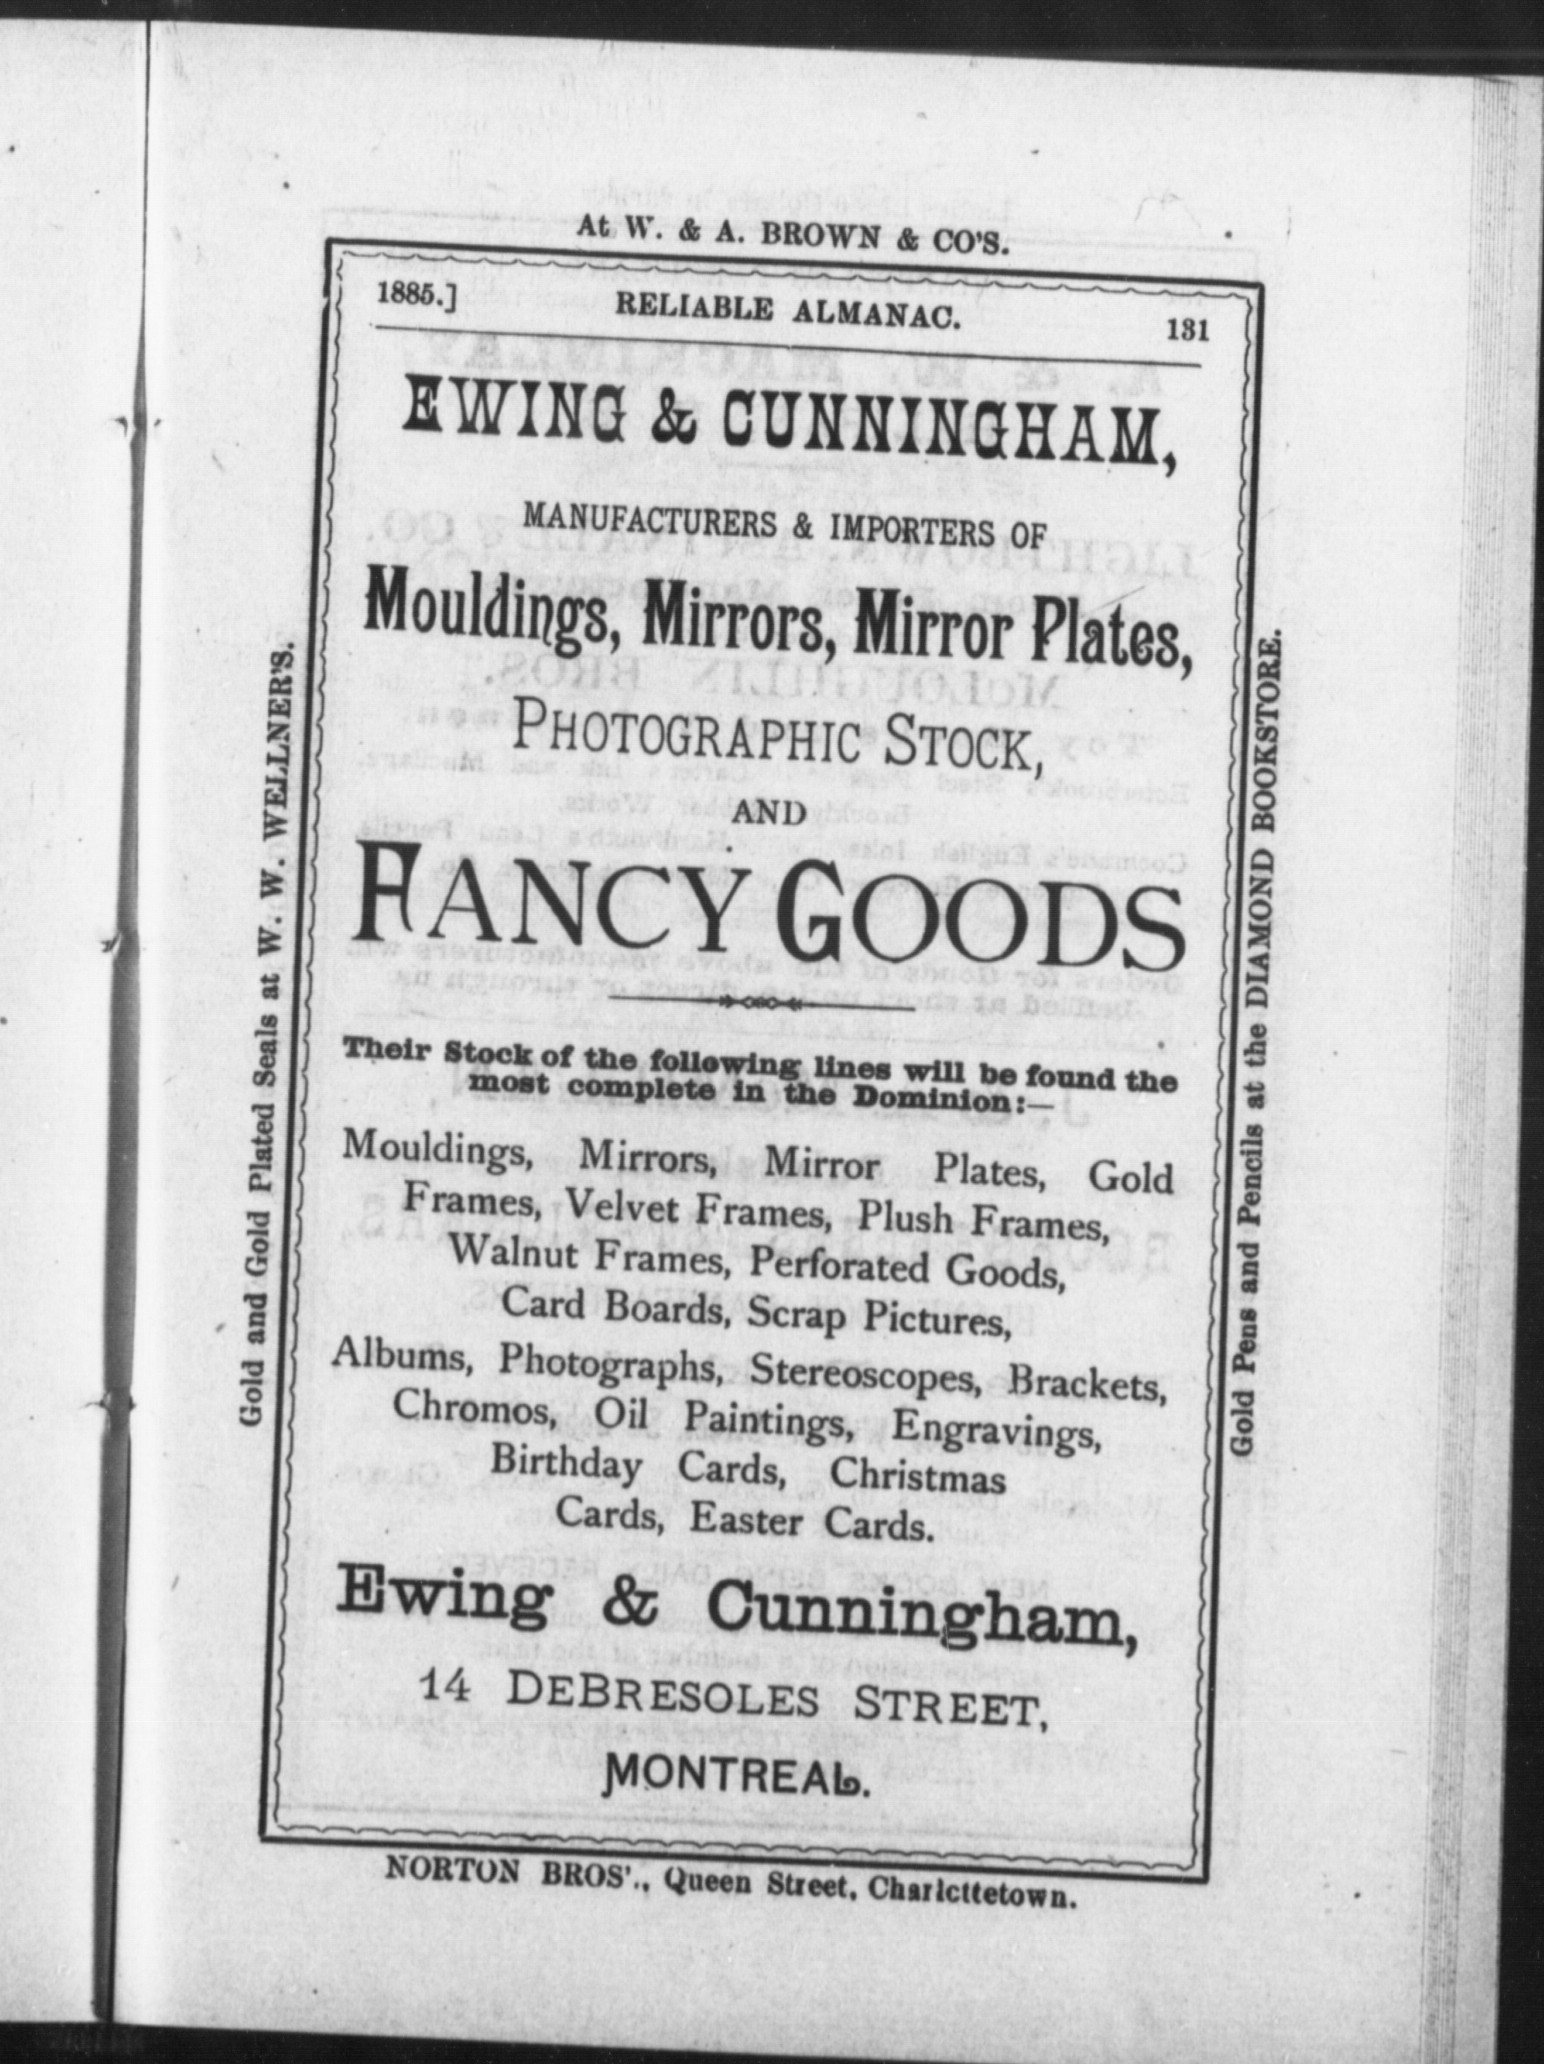 At W. & A. BROWN & CO'S.
1885.] RELIABLE ALMANAC. 131
EWING & CUNNINGHAM,
MANUFACTURERS & IMPORTERS OF
Mouldings, Mirrors, Mirror Plates,
PHOTOGRAPHIC STOCK,
AND
FANCY GOODS
Their Stock of the following lines will be found the
most complete in the Dominion:—
Mouldings, Mirrors, Mirror Plates, Gold
Frames, Velvet Frames, Plush Frames,
Walnut Frames, Perforated Goods,
Card Boards, Scrap Pictures,
Albums, Photographs, Stereoscopes, Brackets,
Chromos, Oil Paintings, Engravings,
Birthday Cards, Christmas
Cards, Easter Cards.
Ewing & Cunningham,
14 DEBRESOLES STREET,
MONTREAL.
NORTON BROS'., Queen Street, Charlcttetown.
Gold and Gold Plated Seals at W. W. WELLNER'S.
Gold Pens and Pencils at the DIAMOND BOOKSTORE.